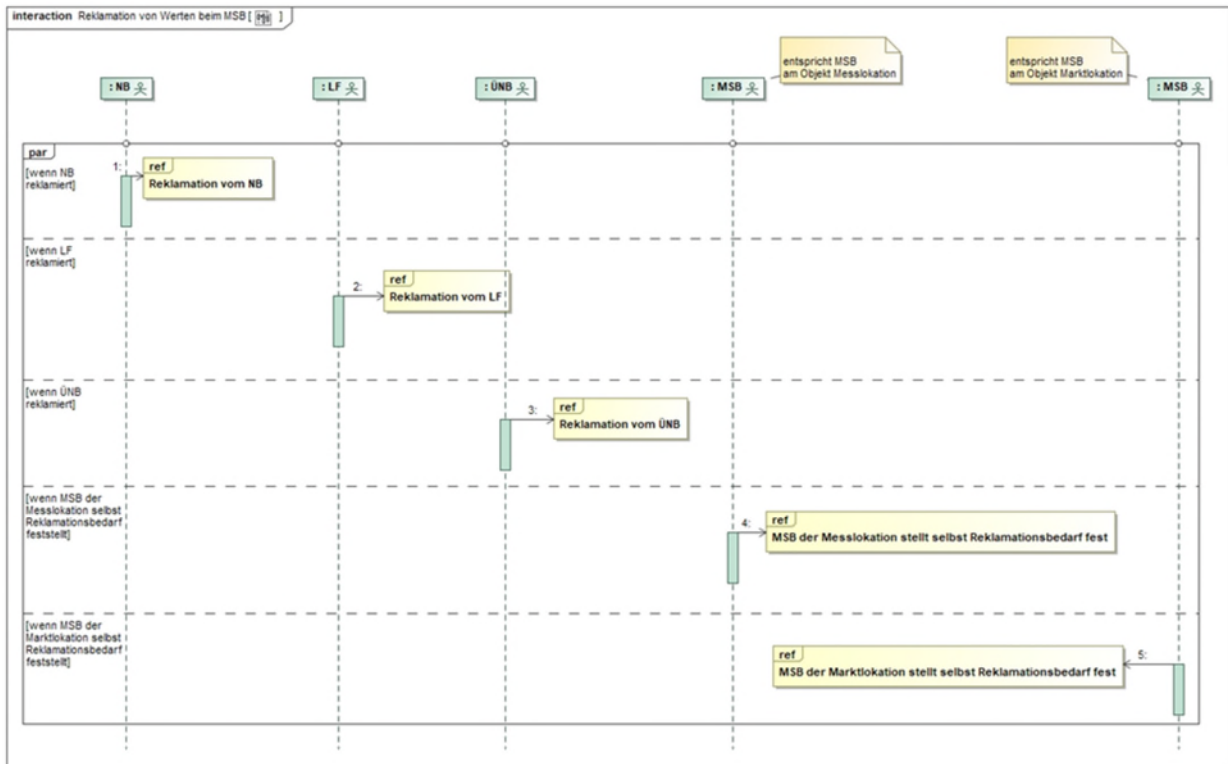 interaction Reklamation von Werten beim MSB [ ]
entspricht MSB
am Objekt Messlokation
entspricht MSB
am Objekt Marktlokation
: NB
: LF
: ÜNB
: MSB
: MSB
par
[wenn NB
reklamiert]
1:
ref
Reklamation vom NB
[wenn LF
reklamiert]
2:
ref
Reklamation vom LF
[wenn ÜNB
reklamiert]
3:
ref
Reklamation vom ÜNB
[wenn MSB der
Messlokation selbst
Reklamationsbedarf
feststellt]
4:
ref
MSB der Messlokation stellt selbst Reklamationsbedarf fest
[wenn MSB der
Marktlokation selbst
Reklamationsbedarf
feststellt]
ref
MSB der Marktlokation stellt selbst Reklamationsbedarf fest
5: